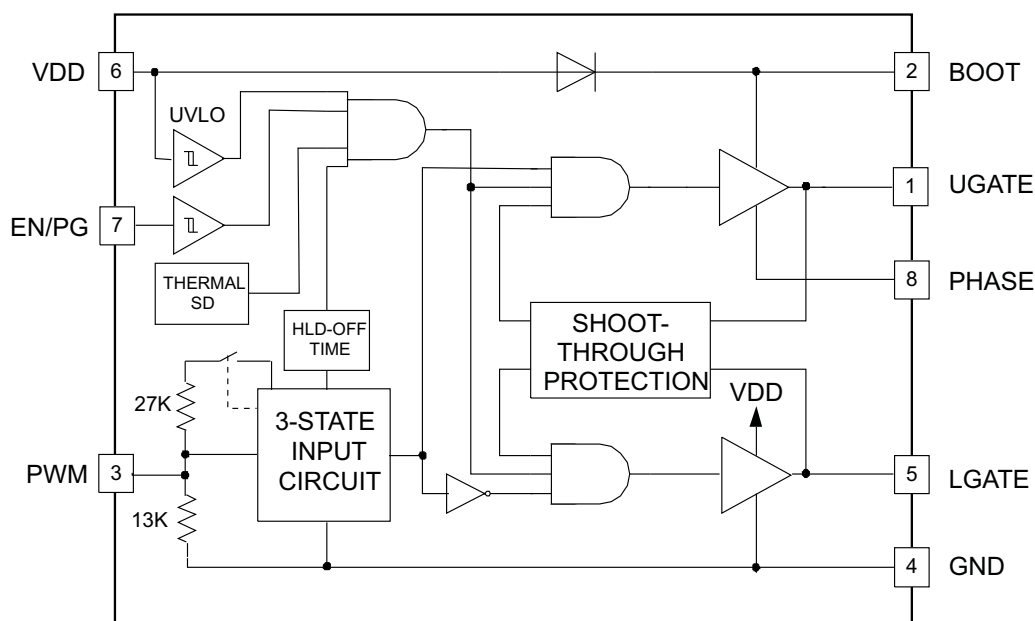 VDD
6
2
BOOT
UVLO
1
UGATE
EN/PG
7
THERMAL
SD
8
PHASE
HLD-OFF
TIME
SHOOT-
THROUGH
PROTECTION
27K
VDD
3-STATE
INPUT
CIRCUIT
PWM
3
5
LGATE
13K
4
GND